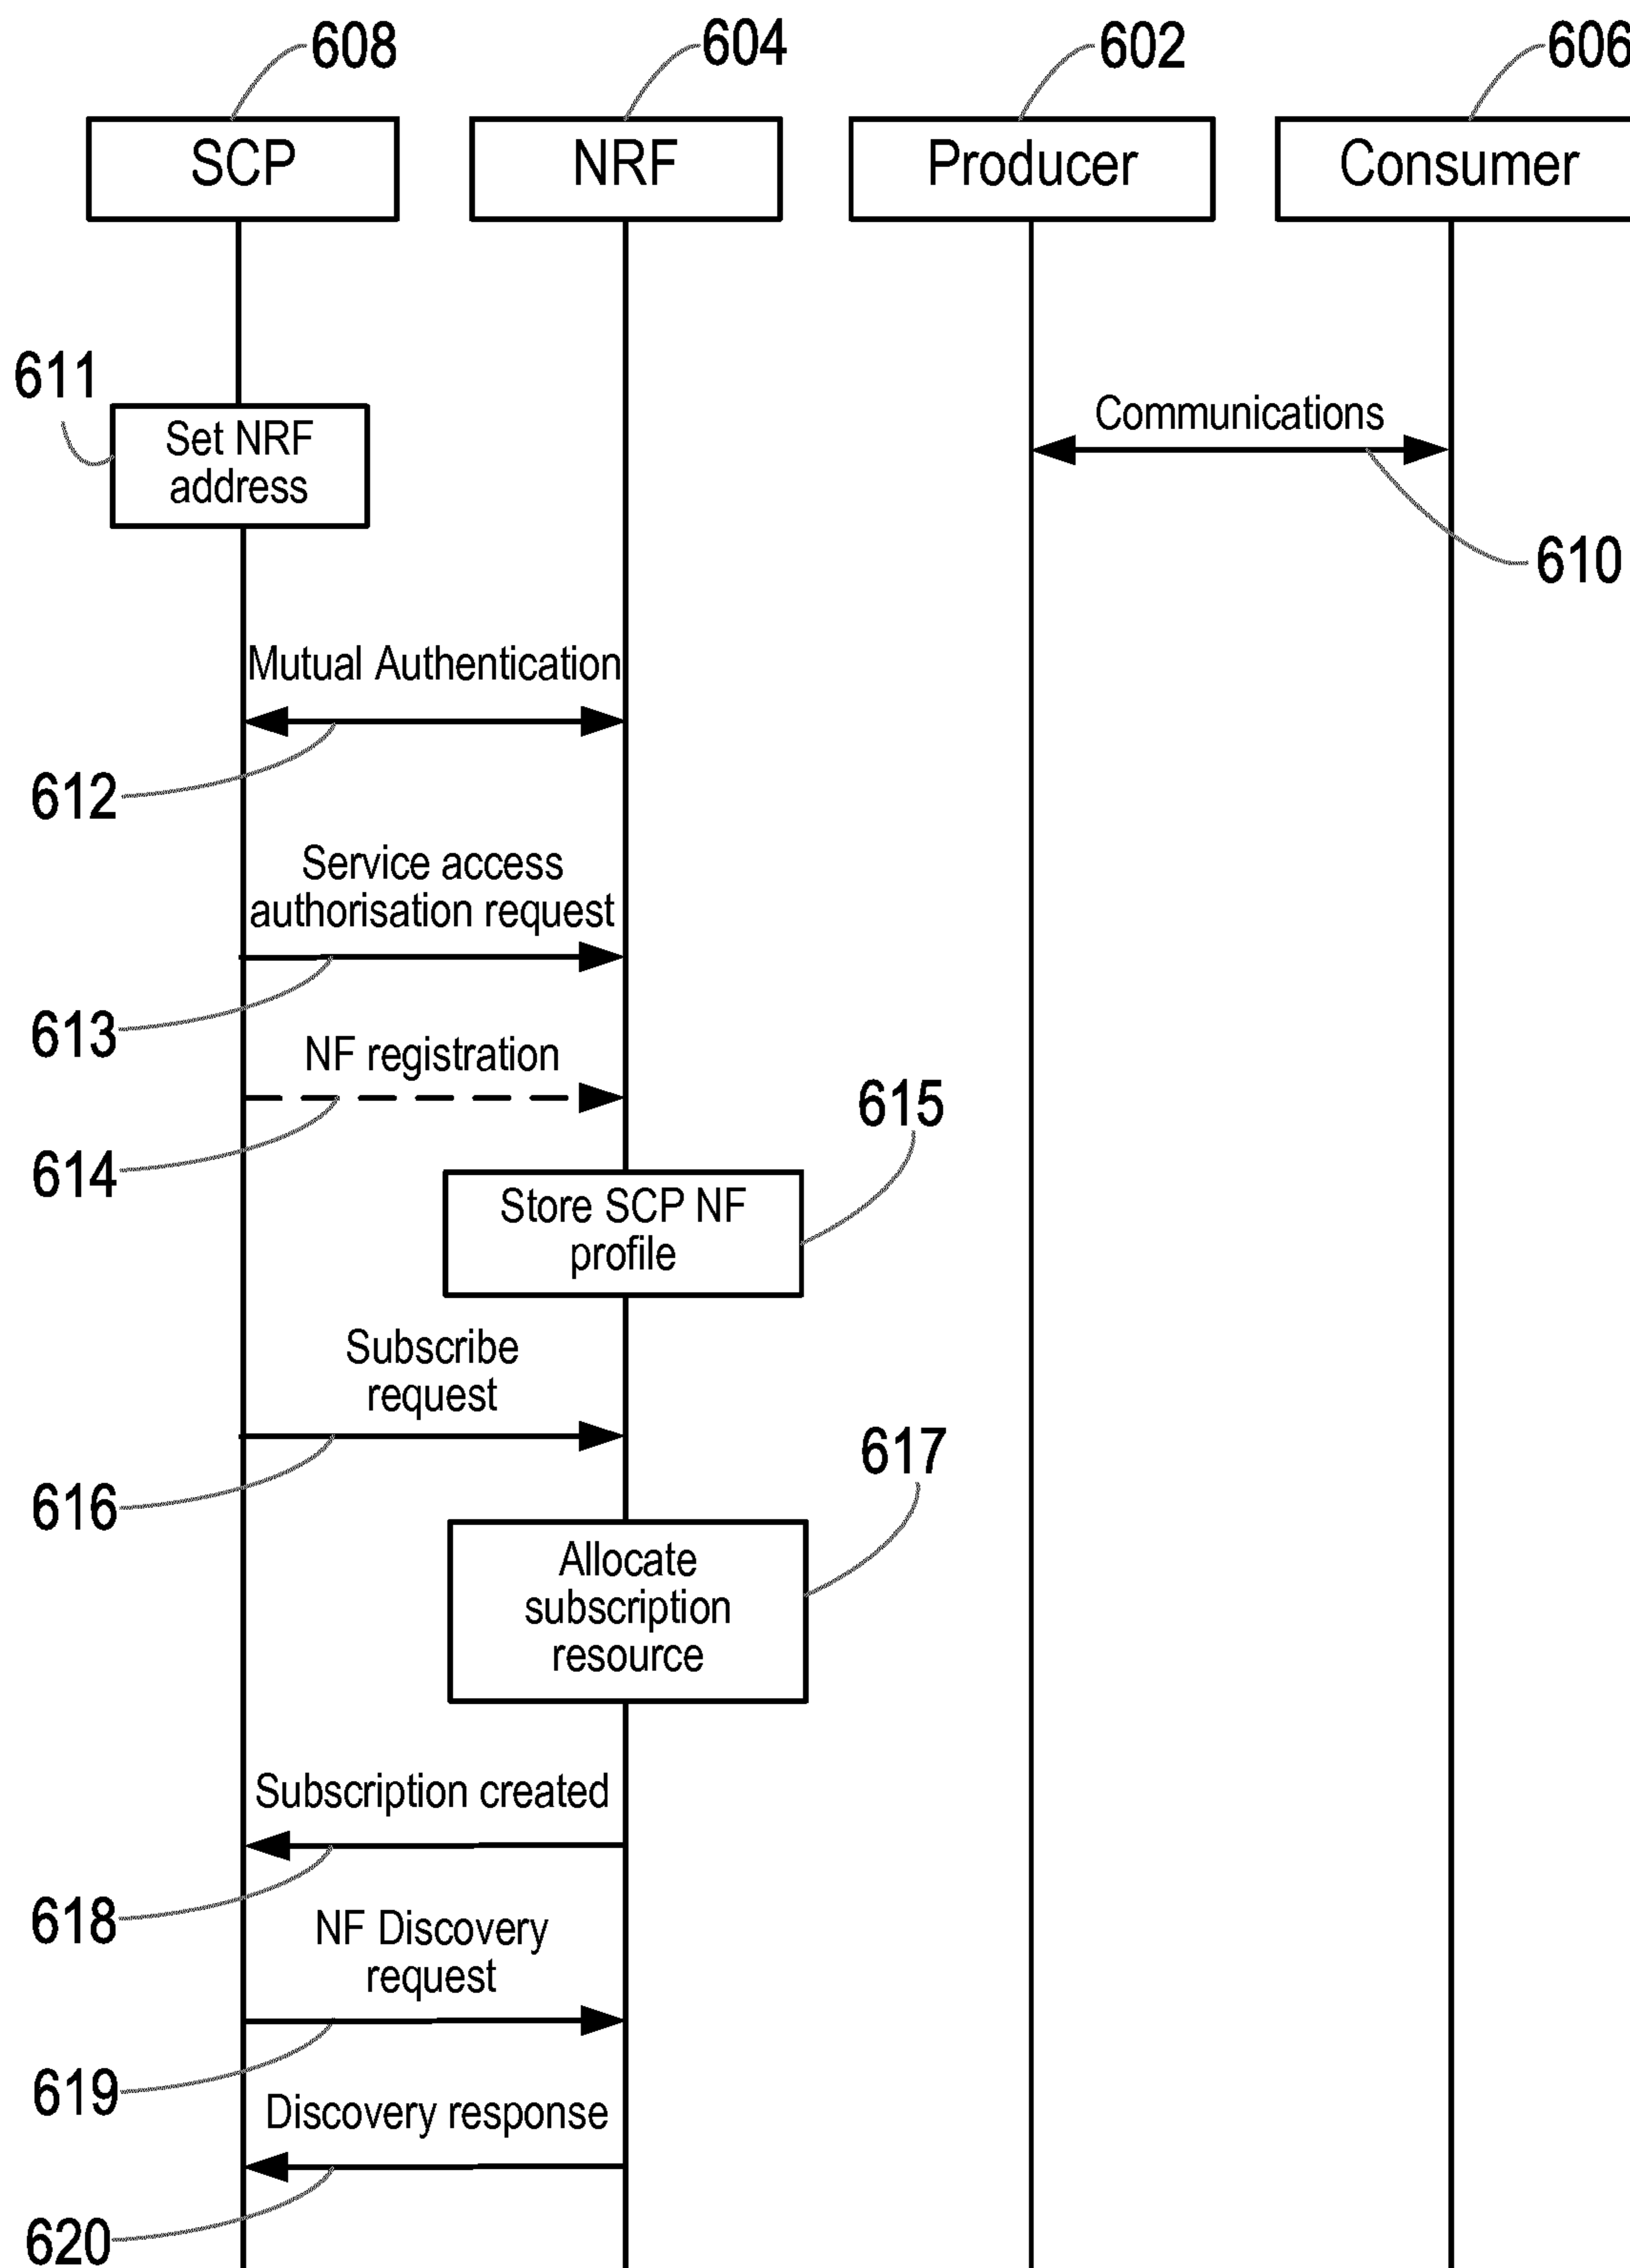 608
604
602
606
SCP
NRF
Producer
Consumer
611
Set NRF
address
Communications
610
Mutual Authentication
612
Service access
authorisation request
613
NF registration
614
615
Store SCP NF
profile
Subscribe
request
616
617
Allocate
subscription
resource
Subscription created
618
NF Discovery
request
619
Discovery response
620